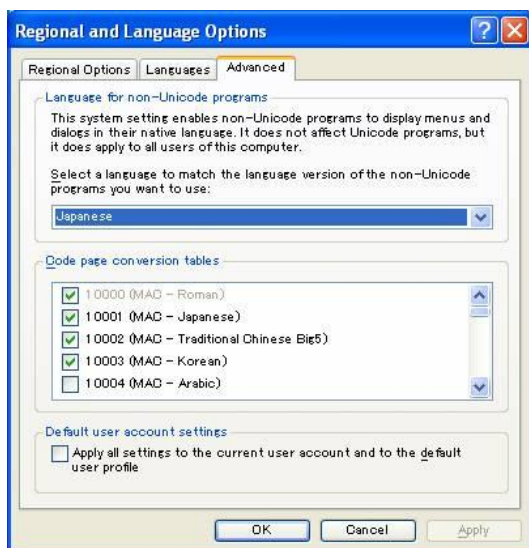 Regional and Language Options
Regional Options
Languages
Advanced
Language for non-Unicode programs
This system setting enables non-Unicode programs to display menus and
dialogs in their native language. It does not affect Unicode programs, but
it does apply to all users of this computer.
Select a language to match the language version of the non-Unicode
programs you want to use:
Japanese
Code page conversion tables
10000 (MAC - Roman)
10001 (MAC - Japanese)
10002 (MAC - Traditional Chinese Big5)
10003 (MAC - Korean)
10004 (MAC - Arabic)
Default user account settings
Apply all settings to the current user account and to the default
user profile
OK
Cancel
Apply